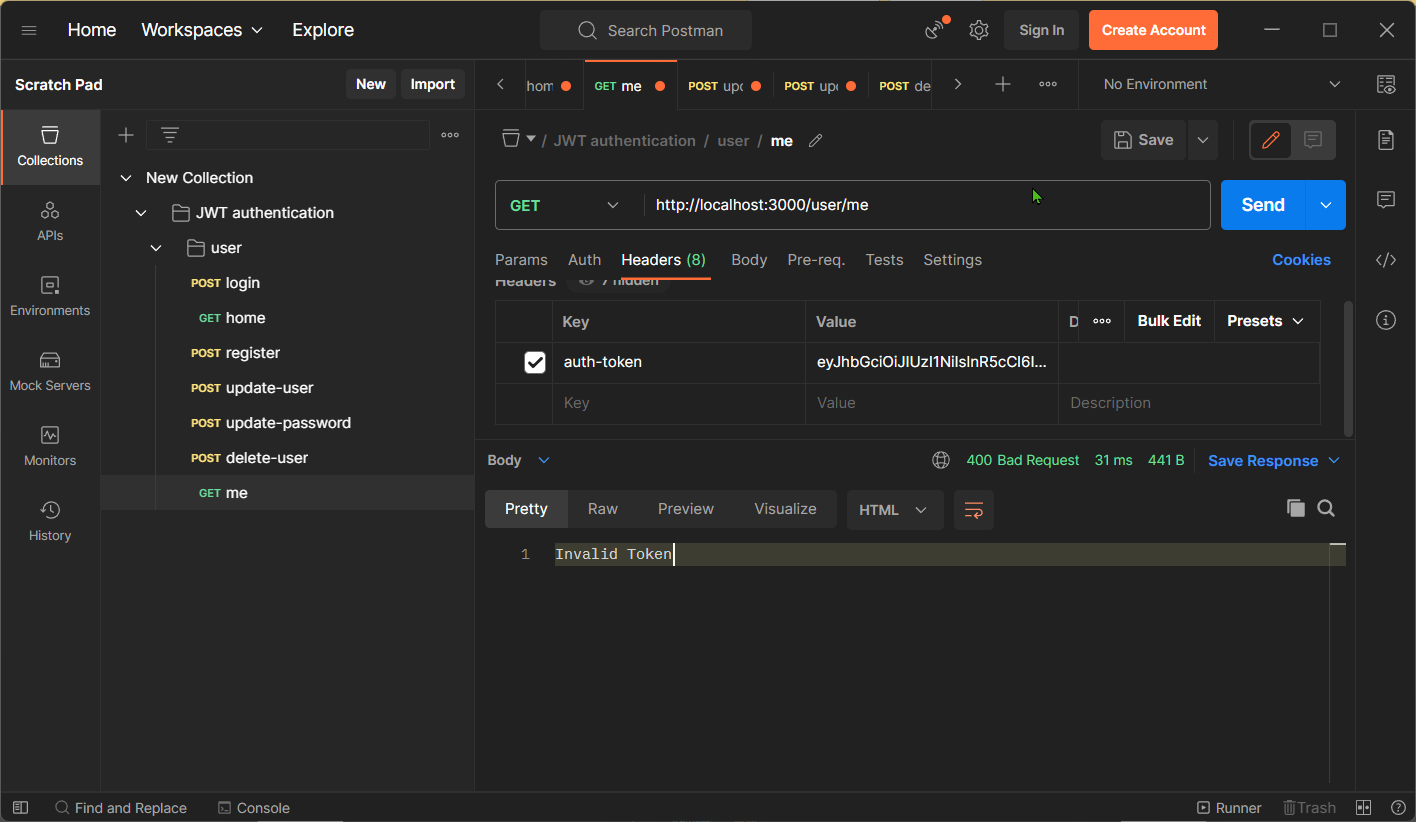 Home Workspaces Explore Search Postman Sign In Create Account
Scratch Pad New Import
hom GET me POST upc POST upc POST de No Environment
Collections
APIs
Environments
Mock Servers
Monitors
History
New Collection
JWT authentication
user
POST login
GET home
POST register
POST update-user
POST update-password
POST delete-user
GET me
/ JWT authentication / user / me Save
GET http://localhost:3000/user/me Send
Params Auth Headers (8) Body Pre-req. Tests Settings Cookies
Headers 7 hidden
Key Value D Bulk Edit Presets
auth-token eyJhbGciOiJIUzI1NiIsInR5cCI6I...
Key Value Description
Body 400 Bad Request 31 ms 441 B Save Response
Pretty Raw Preview Visualize HTML
1 Invalid Token
Find and Replace Console Runner Trash